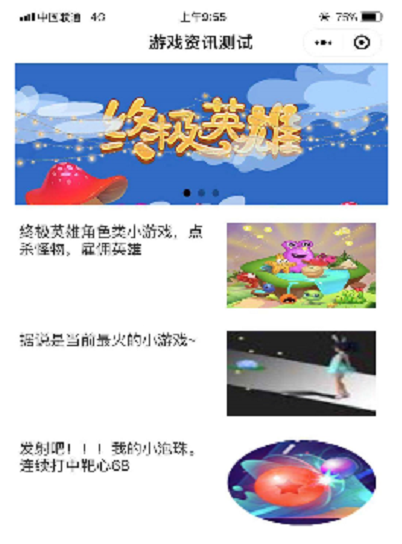 中国联通 4G 上午9:55 75%
游戏资讯测试
终极英雄
终极英雄角色类小游戏，点
杀怪物，雇佣英雄
据说是当前最火的小游戏~
发射吧！！！我的小泡珠。
连续打中靶心6B